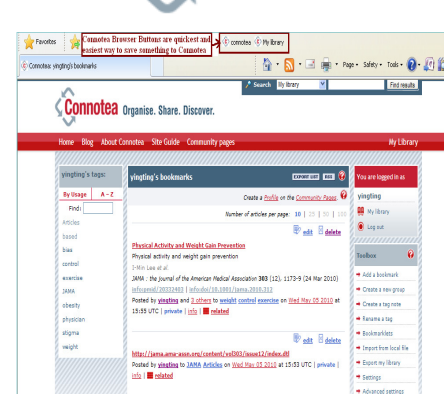 Favorites
Connotea Browser Buttons are quickest and
easiest way to save something to Connotea
connotea My library
Connotea: yingting's bookmarks
Page Safety Tools
Search My library Find results
Connotea Organise. Share. Discover.
Home Blog About Connotea Site Guide Community pages My Library
yingting's tags:
By Usage A - Z
Find:
Articles
based
bias
control
exercise
JAMA
obesity
physician
stigma
weight
yingting's bookmarks EXPORT LIST RSS
Create a Profile on the Community Pages.
Number of articles per page: 10 | 25 | 50 | 100
edit delete
Physical Activity and Weight Gain Prevention
Physical activity and weight gain prevention
I-Min Lee et al.
JAMA : the journal of the American Medical Association 303 (12), 1173-9 (24 Mar 2010)
info:pmid/20332403 | info:doi/10.1001/jama.2010.312
Posted by yingting and 3 others to weight control exercise on Wed May 05 2010 at
15:55 UTC | private | info | related
edit delete
http://jama.ama-assn.org/content/vol303/issue12/index.dtl
Posted by yingting to JAMA Articles on Wed May 05 2010 at 15:53 UTC | private |
info | related
You are logged in as
yingting
My library
Log out
Toolbox
Add a bookmark
Create a new group
Create a tag note
Rename a tag
Bookmarklets
Import from local file
Export my library
Settings
Advanced settings